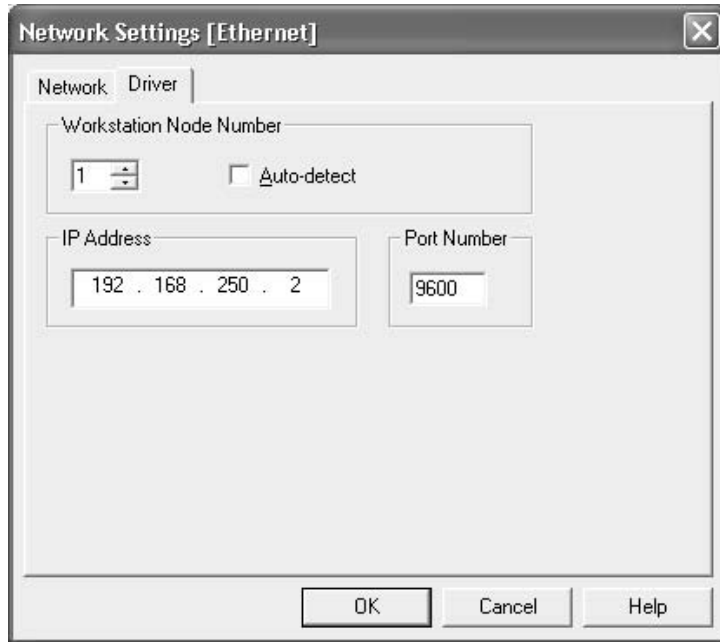 Network Settings [Ethernet]
Network Driver
Workstation Node Number
1 Auto-detect
IP Address Port Number
192 . 168 . 250 . 2 9600
OK Cancel Help